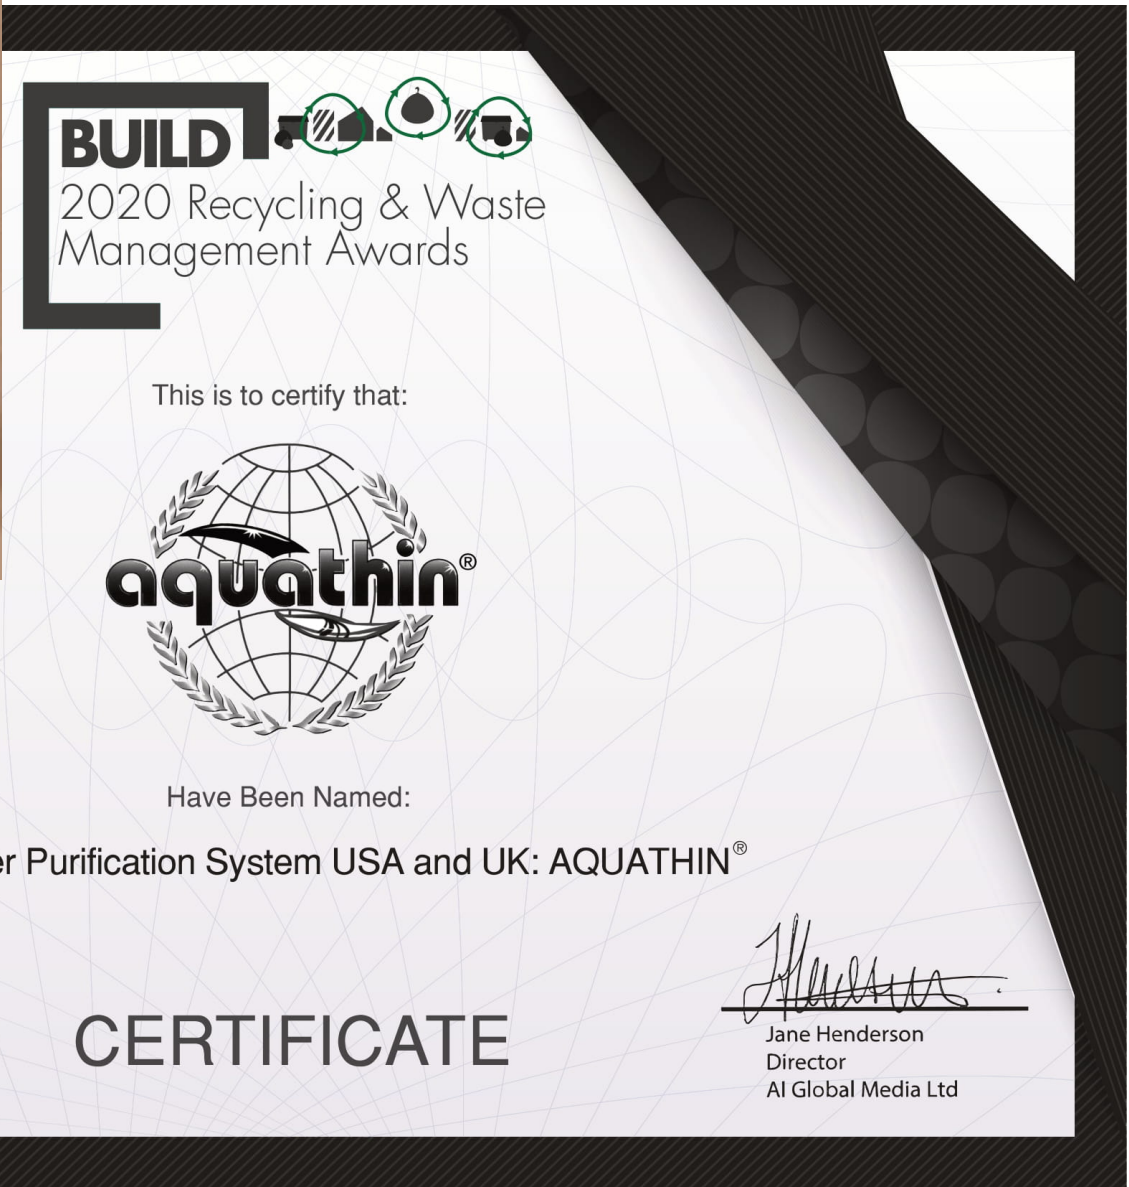 BUILD
2020 Recycling & Waste
Management Awards
This is to certify that:
aquathin®
Have Been Named:
er Purification System USA and UK: AQUATHIN®
Jane Henderson
Director
AI Global Media Ltd
CERTIFICATE